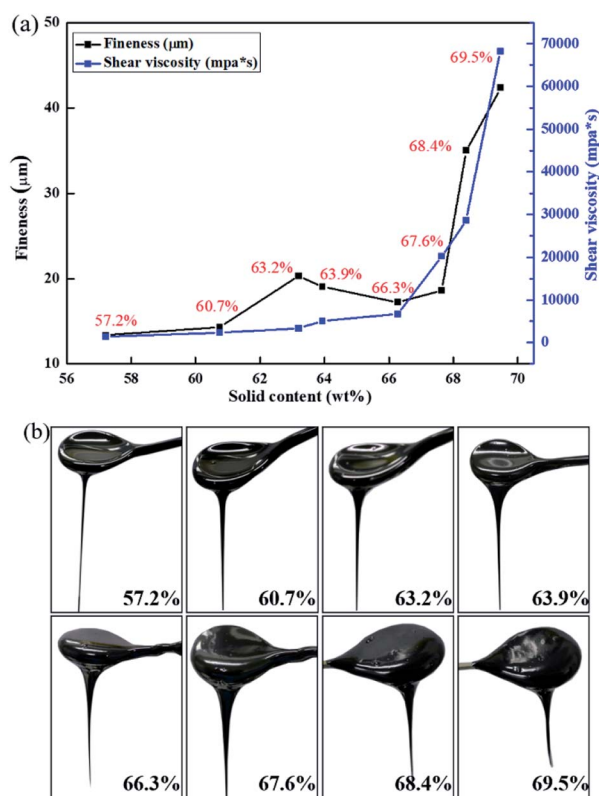 (a)
Fineness (μm)
Shear viscosity (mpa*s)
50
40
30
20
10
Fineness (μm)
70000
60000
50000
40000
30000
20000
10000
0
Shear viscosity (mpa*s)
57.2%
60.7%
63.2%
63.9%
66.3%
67.6%
68.4%
69.5%
56 58 60 62 64 66 68 70
Solid content (wt%)
(b)
57.2% 60.7% 63.2% 63.9%
66.3% 67.6% 68.4% 69.5%